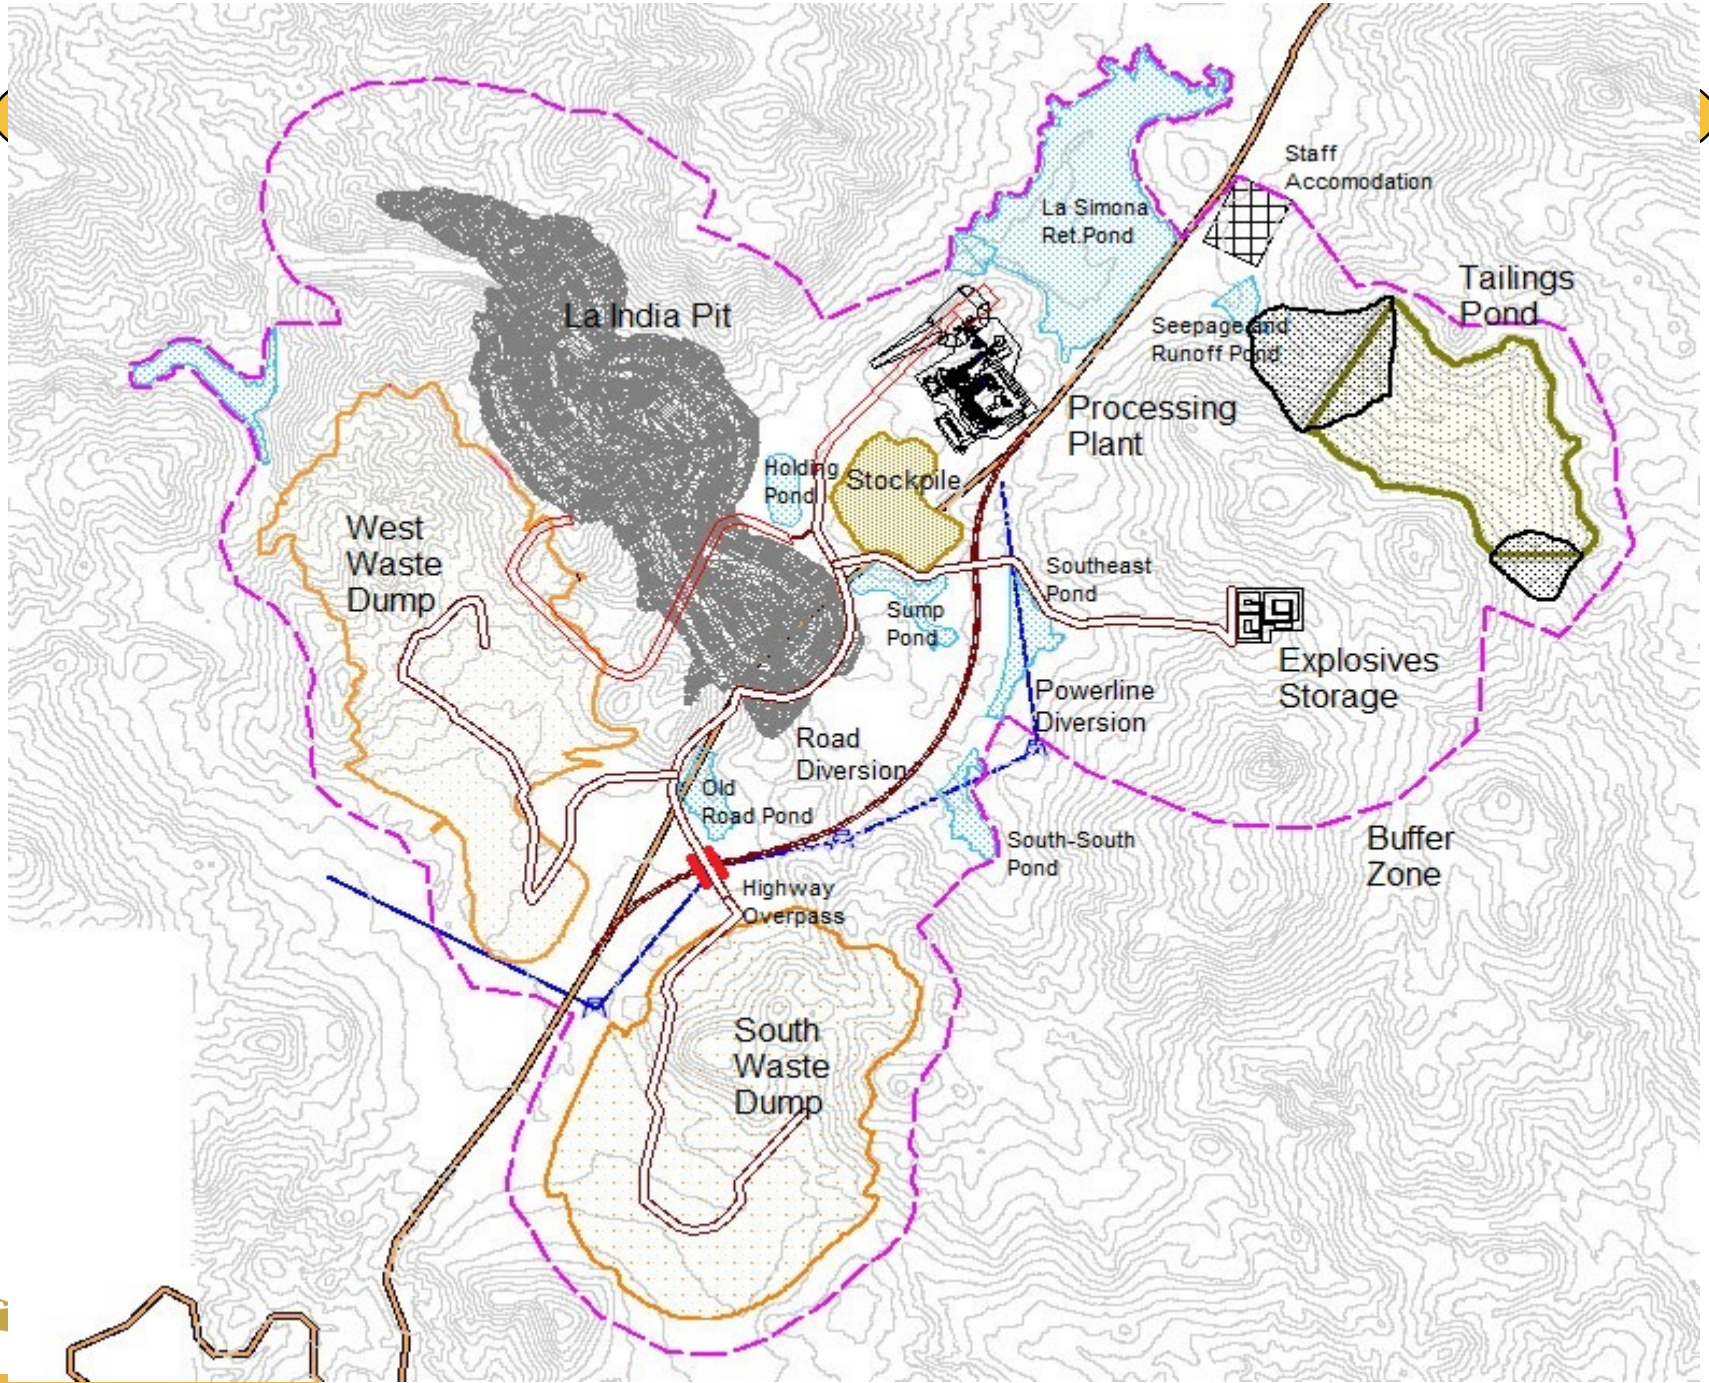 Staff
Accomodation
La Simona
Ret.Pond
Tailings
Pond
La India Pit
Seepage and
Runoff Pond
Processing
Plant
Holding
Pond
Stockpile
West
Waste
Dump
Southeast
Pond
Sump
Pond
Explosives
Storage
Powerline
Diversion
Road
Diversion
Old
Road Pond
South-South
Pond
Buffer
Zone
Highway
Overpass
South
Waste
Dump